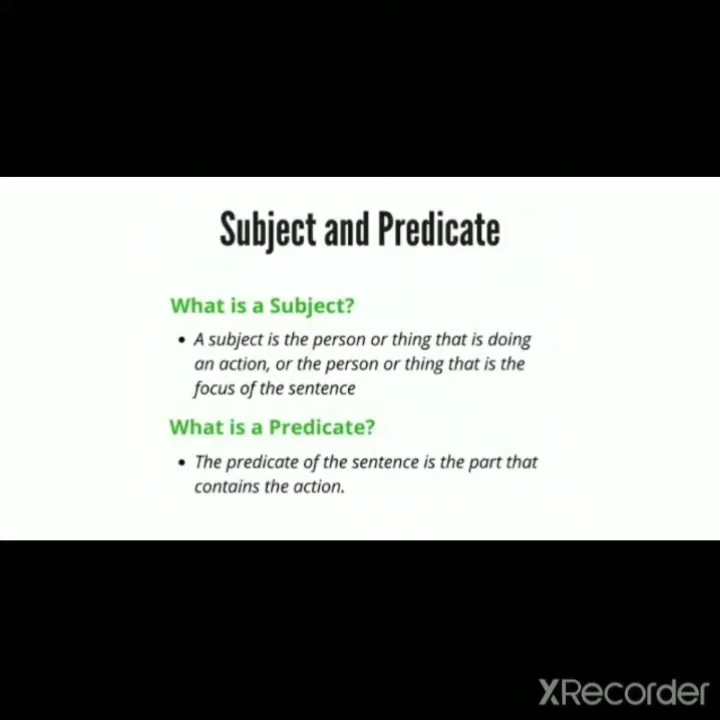 Subject and Predicate
What is a Subject?
• A subject is the person or thing that is doing
an action, or the person or thing that is the
focus of the sentence
What is a Predicate?
• The predicate of the sentence is the part that
contains the action.
XRecorder